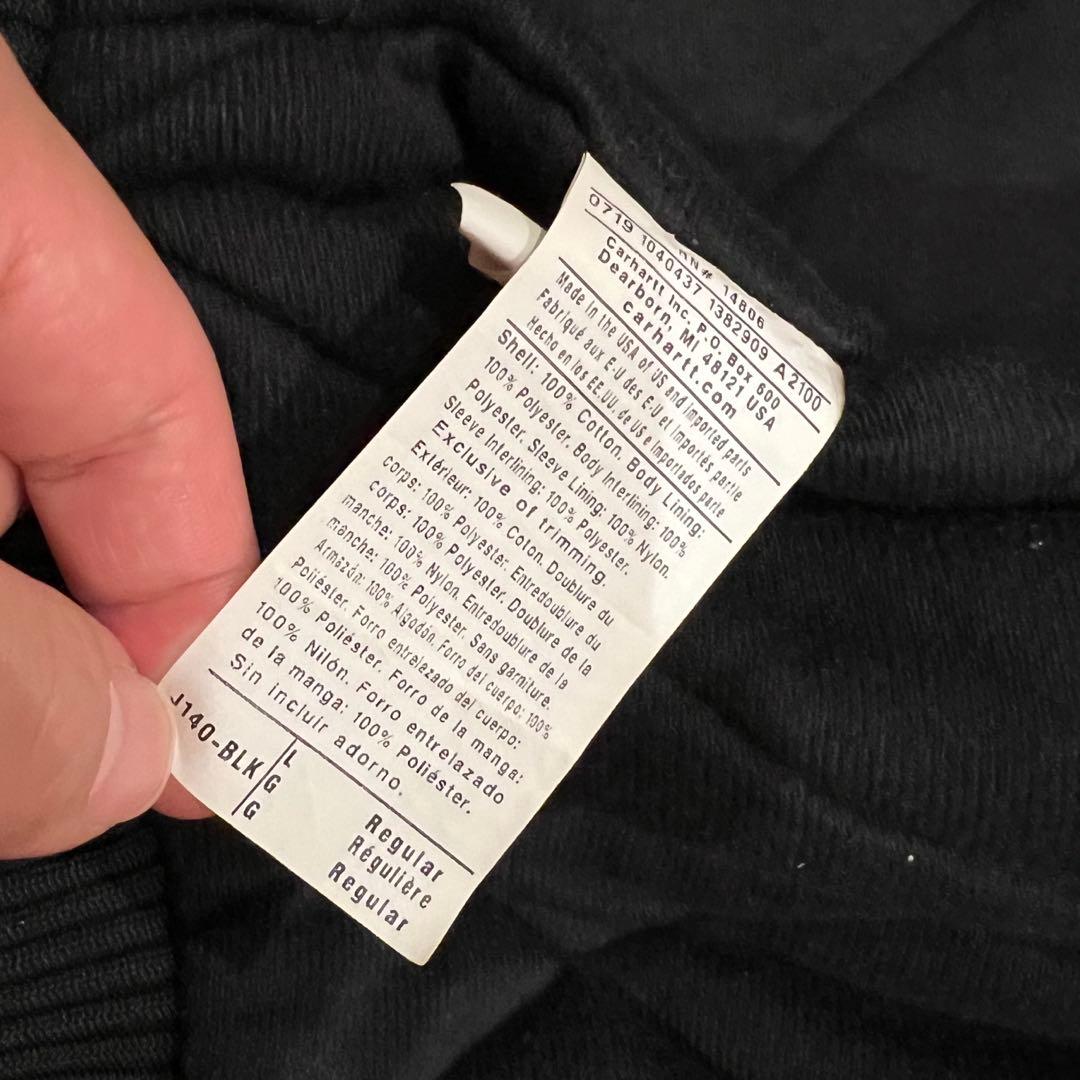 RN# 14806
0719 1040437 1382909 A2100
Carhartt Inc. P.O. Box 600
Dearborn, MI 48121 USA
carhartt.com
Made in the USA of US and imported parts
Fabriqué aux E-U des E-U et importés partie
Hecho en los EE.UU. de US e importados parte
Shell: 100% Cotton. Body Lining:
100% Polyester. Body Interlining: 100%
Polyester. Sleeve Lining: 100% Nylon.
Sleeve Interlining: 100% Polyester.
Exclusive of trimming.
Extérieur: 100% Coton. Doublure du
corps: 100% Polyester. Entredoublure du
corps: 100% Polyester. Doublure de la
manche: 100% Nylon. Entredoublure de la
manche: 100% Polyester. Sans garniture.
Armazón: 100% Algodón. Forro del cuerpo: 100%
Poliéster. Forro entrelazado del cuerpo:
100% Poliéster. Forro de la manga:
100% Nilón. Forro entrelazado
de la manga: 100% Poliéster.
Sin incluir adorno.
J140-BLK L Regular
G Régulière
G Regular